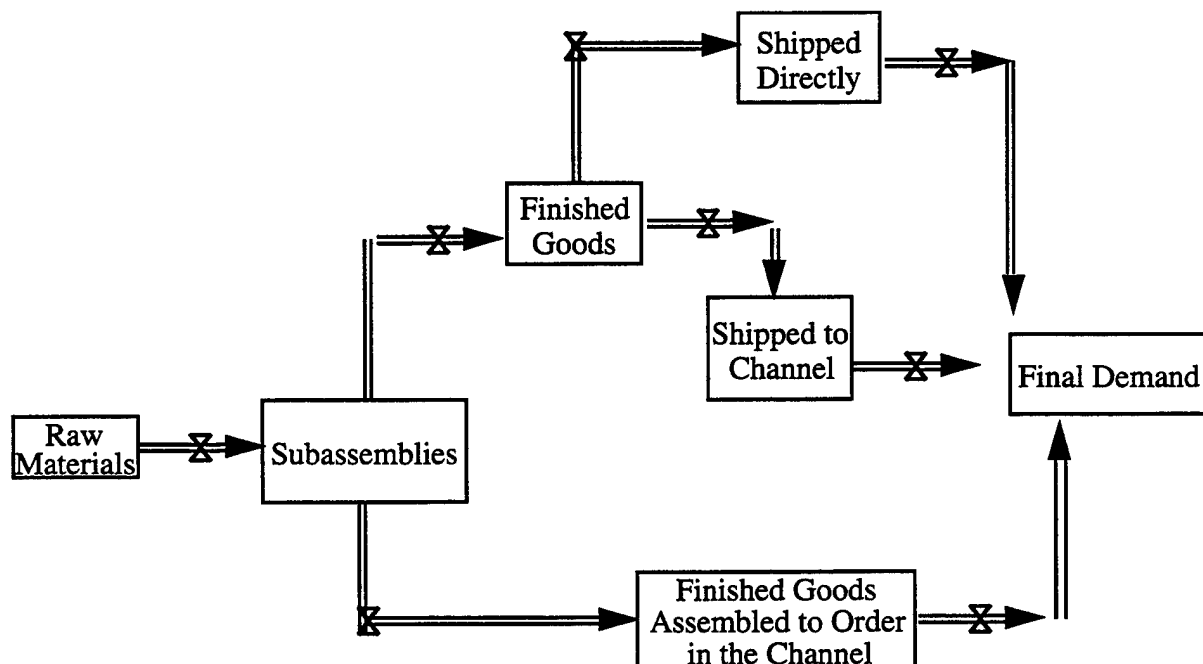 Shipped
Directly
Finished
Goods
Shipped to
Channel
Final Demand
Raw
Materials
Subassemblies
Finished Goods
Assembled to Order
in the Channel